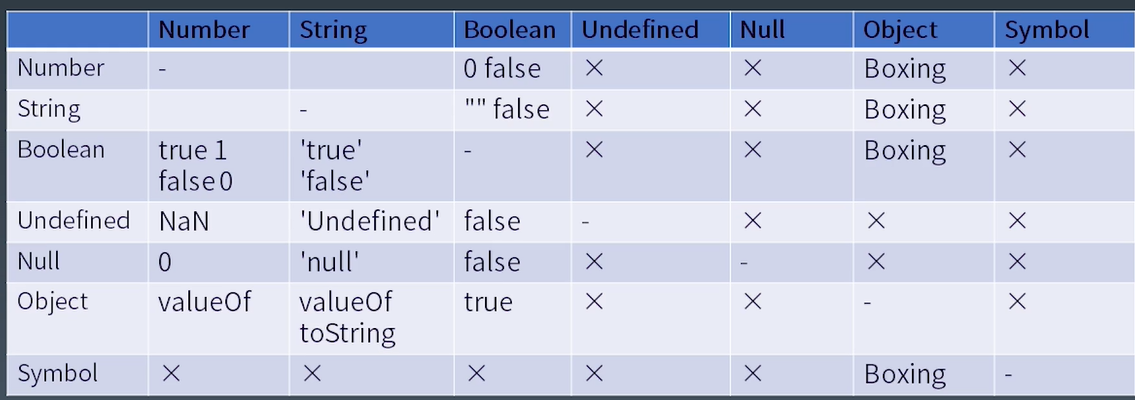 Number String Boolean Undefined Null Object Symbol
Number - 0 false × × Boxing ×
String - "" false × × Boxing ×
Boolean true 1 'true' - × × Boxing ×
false 0 'false'
Undefined NaN 'Undefined' false - × × ×
Null 0 'null' false × - × ×
Object valueOf valueOf true × × - ×
toString
Symbol × × × × × Boxing -